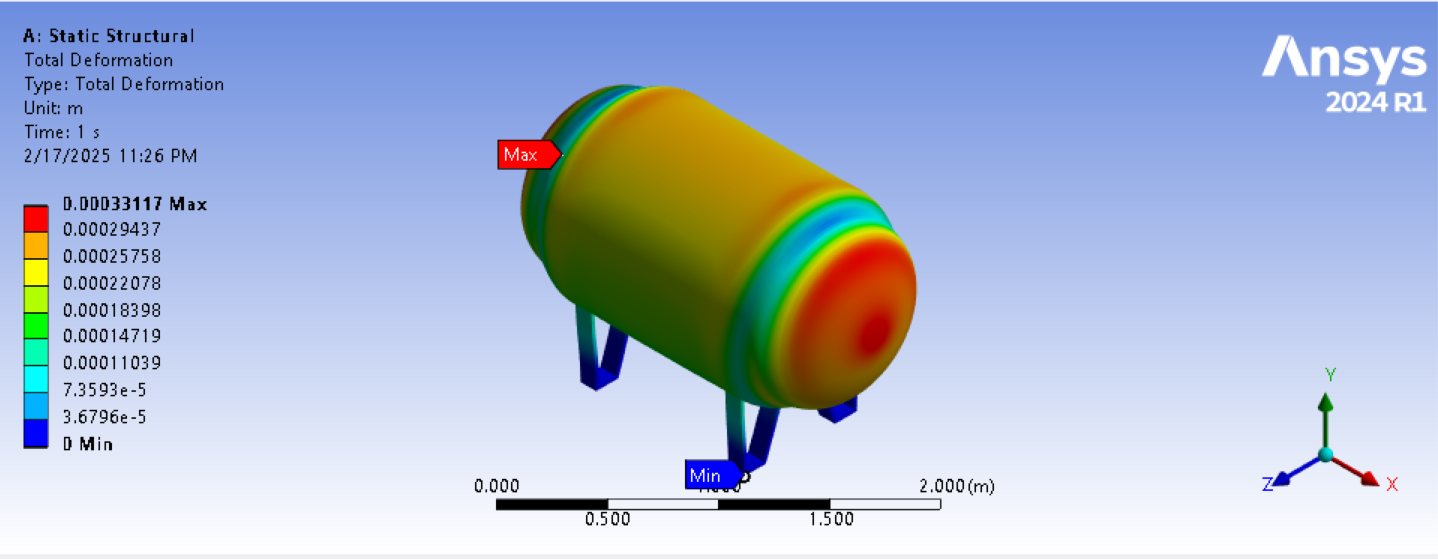 A: Static Structural
Total Deformation
Type: Total Deformation
Unit: m
Time: 1 s
2/17/2025 11:26 PM
0.00033117 Max
0.00029437
0.00025758
0.00022078
0.00018398
0.00014719
0.00011039
7.3593e-5
3.6796e-5
0 Min
Ansys
2024 R1
Max
Min
0.000
2.000 (m)
0.500
1.500
Y
Z
X